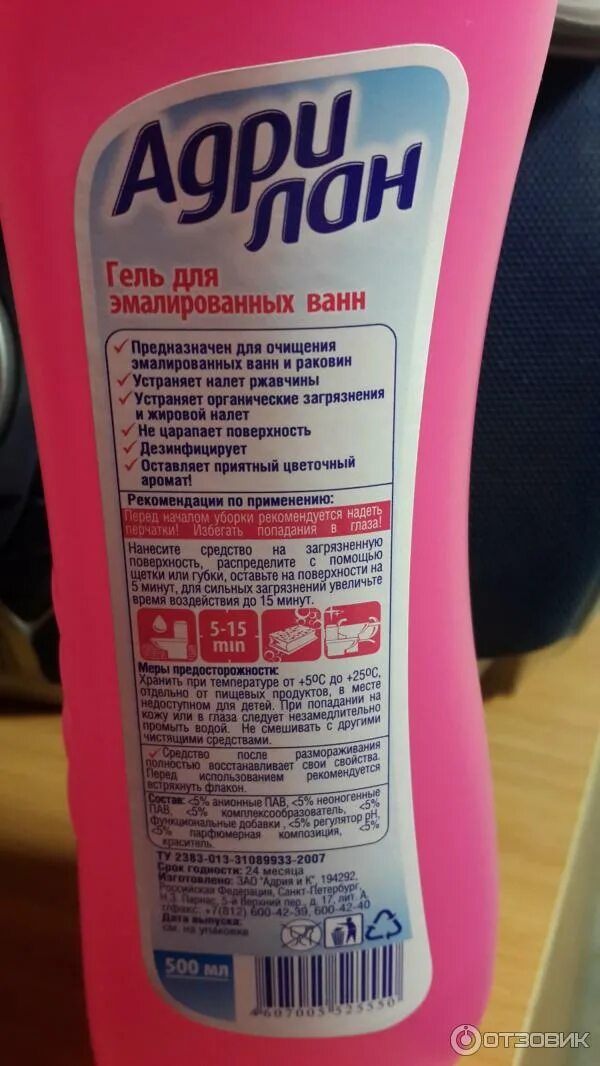 Адри
лан
Гель для
эмалированных ванн
✓ Предназначен для очищения
эмалированных ванн и раковин
✓ Устраняет налет ржавчины
✓ Устраняет органические загрязнения
и жировой налет
✓ Не царапает поверхность
✓ Дезинфицирует
✓ Оставляет приятный цветочный
аромат!
Рекомендации по применению:
Перед началом уборки рекомендуется надеть
перчатки! Избегать попадания в глаза!
Нанесите средство на загрязненную
поверхность, распределите с помощью
щетки или губки, оставьте на поверхности на
5 минут, для сильных загрязнений увеличьте
время воздействия до 15 минут.
5-15
min
Меры предосторожности:
Хранить при температуре от +5ºС до +25ºС,
отдельно от пищевых продуктов, в месте
недоступном для детей. При попадании на
кожу или в глаза следует незамедлительно
промыть водой. Не смешивать с другими
чистящими средствами.
✓ Средство после размораживания
полностью восстанавливает свои свойства.
Перед использованием рекомендуется
встряхнуть флакон.
Состав: <5% анионные ПАВ, <5% неоногенные
ПАВ, <5% комплексообразователь, <5%
функциональные добавки , <5% регулятор pH,
<5% парфюмерная композиция, <5%
краситель.
ТУ 2383-013-31089933-2007
Срок годности: 24 месяца
Изготовлено: ЗАО "Адрия и К", 194292,
Российская Федерация, Санкт-Петербург,
Н.З. Парнас, 5-й Верхний пер., д. 17, лит. А,
т/факс. +7(812) 600-42-39, 600-42-40
Дата выпуска:
см. на упаковке
500 мл
4607005525550
ОТЗОВИК